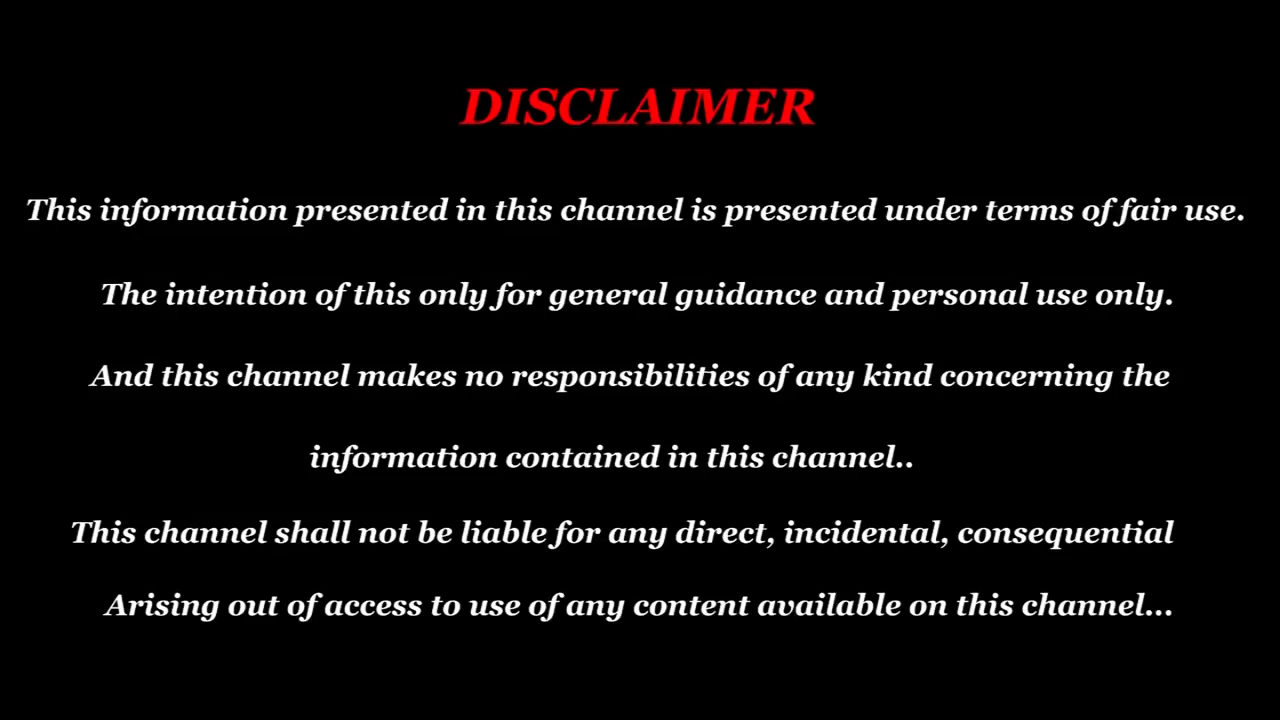 DISCLAIMER
This information presented in this channel is presented under terms of fair use.
The intention of this only for general guidance and personal use only.
And this channel makes no responsibilities of any kind concerning the
information contained in this channel..
This channel shall not be liable for any direct, incidental, consequential
Arising out of access to use of any content available on this channel...